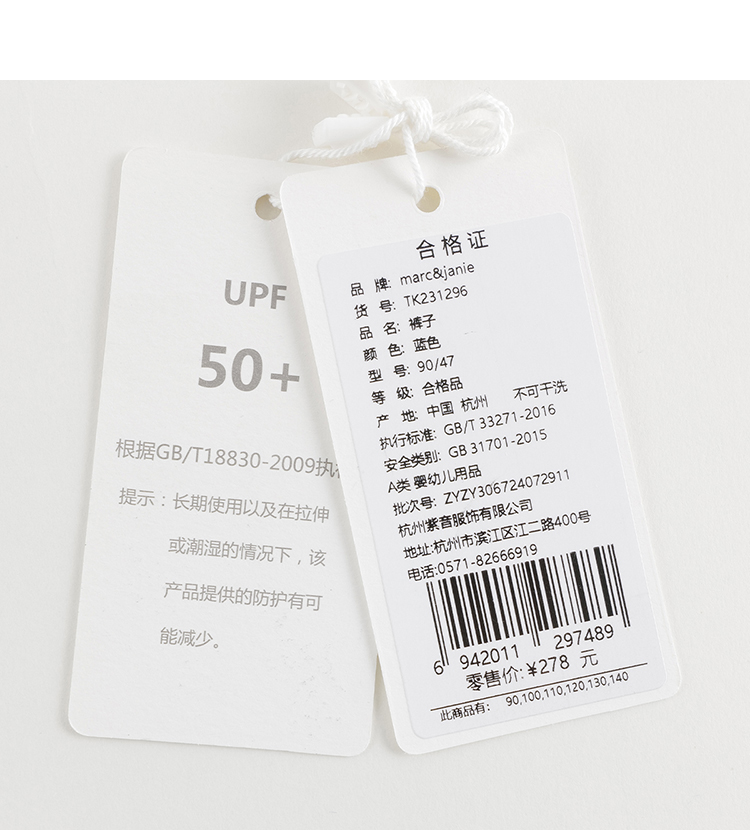 UPF
50+
根据GB/T18830-2009执
提示：长期使用以及在拉伸
或潮湿的情况下，该
产品提供的防护有可
能减少。
合格证
品 牌: marc&janie
货 号: TK231296
品 名: 裤子
颜 色: 蓝色
型 号: 90/47
等 级: 合格品
产 地: 中国 杭州 不可干洗
执行标准: GB/T 33271-2016
安全类别: GB 31701-2015
A类 婴幼儿用品
批次号: ZYZY306724072911
杭州紫音服饰有限公司
地址:杭州市滨江区江二路400号
电话:0571-82666919
6 942011 297489
零售价:¥278 元
此商品有: 90,100,110,120,130,140